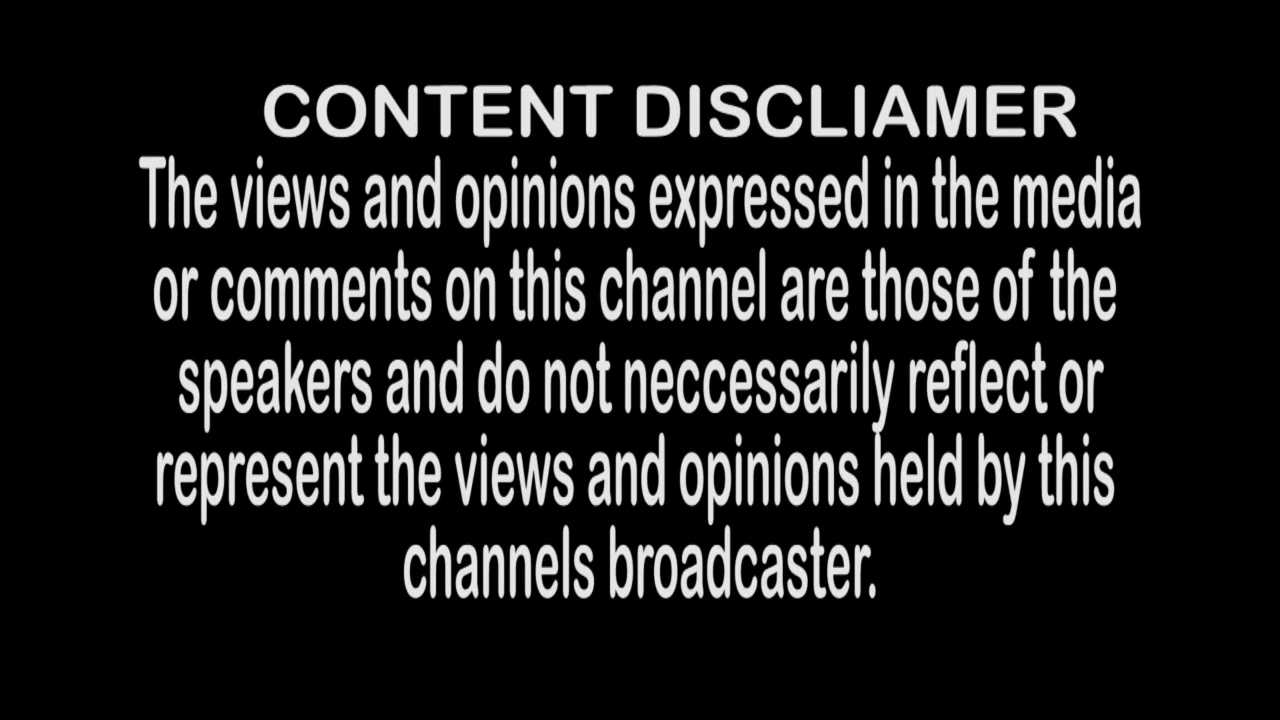 CONTENT DISCLIAMER
The views and opinions expressed in the media
or comments on this channel are those of the
speakers and do not neccessarily reflect or
represent the views and opinions held by this
channels broadcaster.